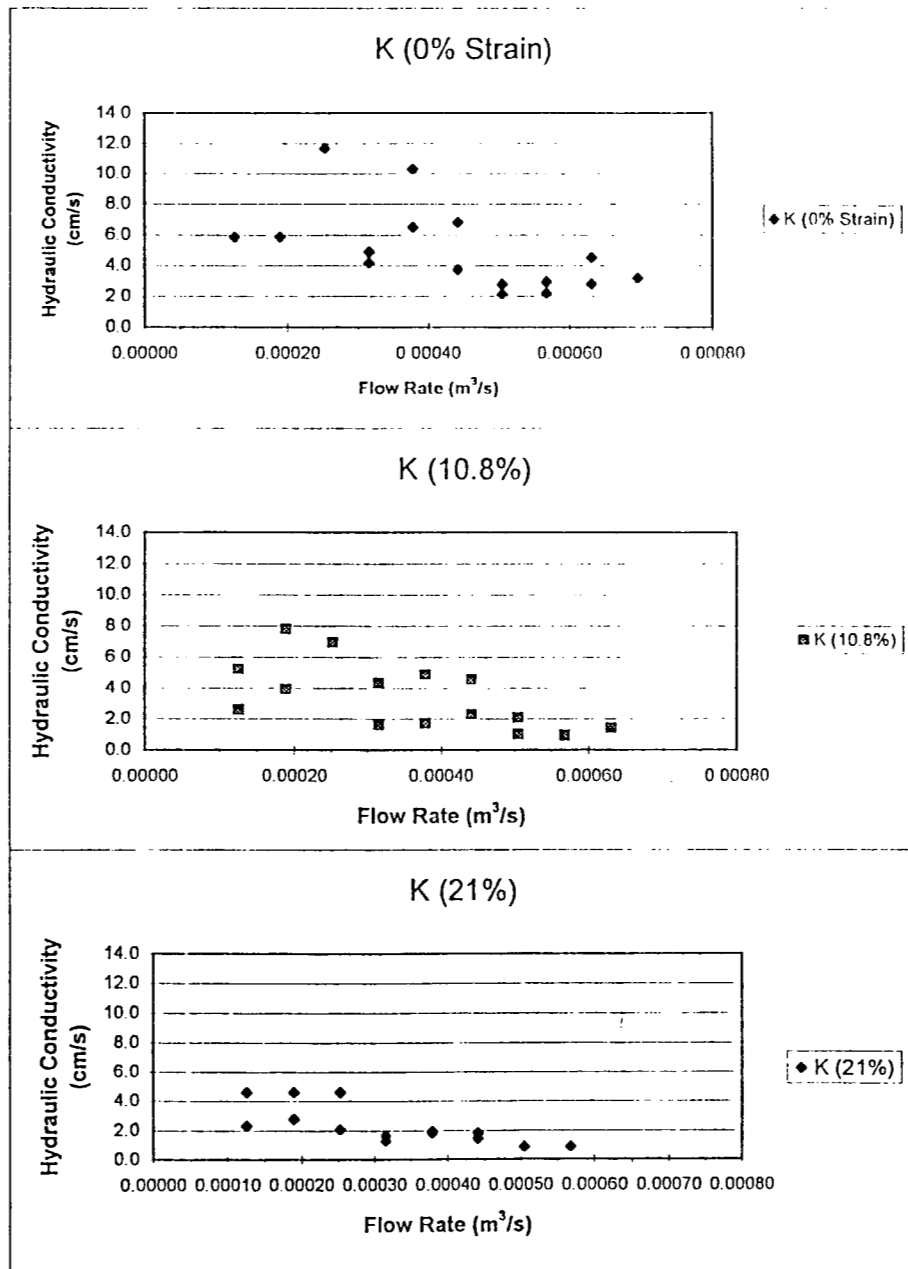 K (0% Strain)
Hydraulic Conductivity
(cm/s)
14.0
12.0
10.0
8.0
6.0
4.0
2.0
0.0
0.00000 0.00020 0.00040 0.00060 0.00080
Flow Rate (m³/s)
K (0% Strain)
K (10.8%)
Hydraulic Conductivity
(cm/s)
14.0
12.0
10.0
8.0
6.0
4.0
2.0
0.0
0.00000 0.00020 0.00040 0.00060 0.00080
Flow Rate (m³/s)
K (10.8%)
K (21%)
Hydraulic Conductivity
(cm/s)
14.0
12.0
10.0
8.0
6.0
4.0
2.0
0.0
0.00000 0.00010 0.00020 0.00030 0.00040 0.00050 0.00060 0.00070 0.00080
Flow Rate (m³/s)
K (21%)